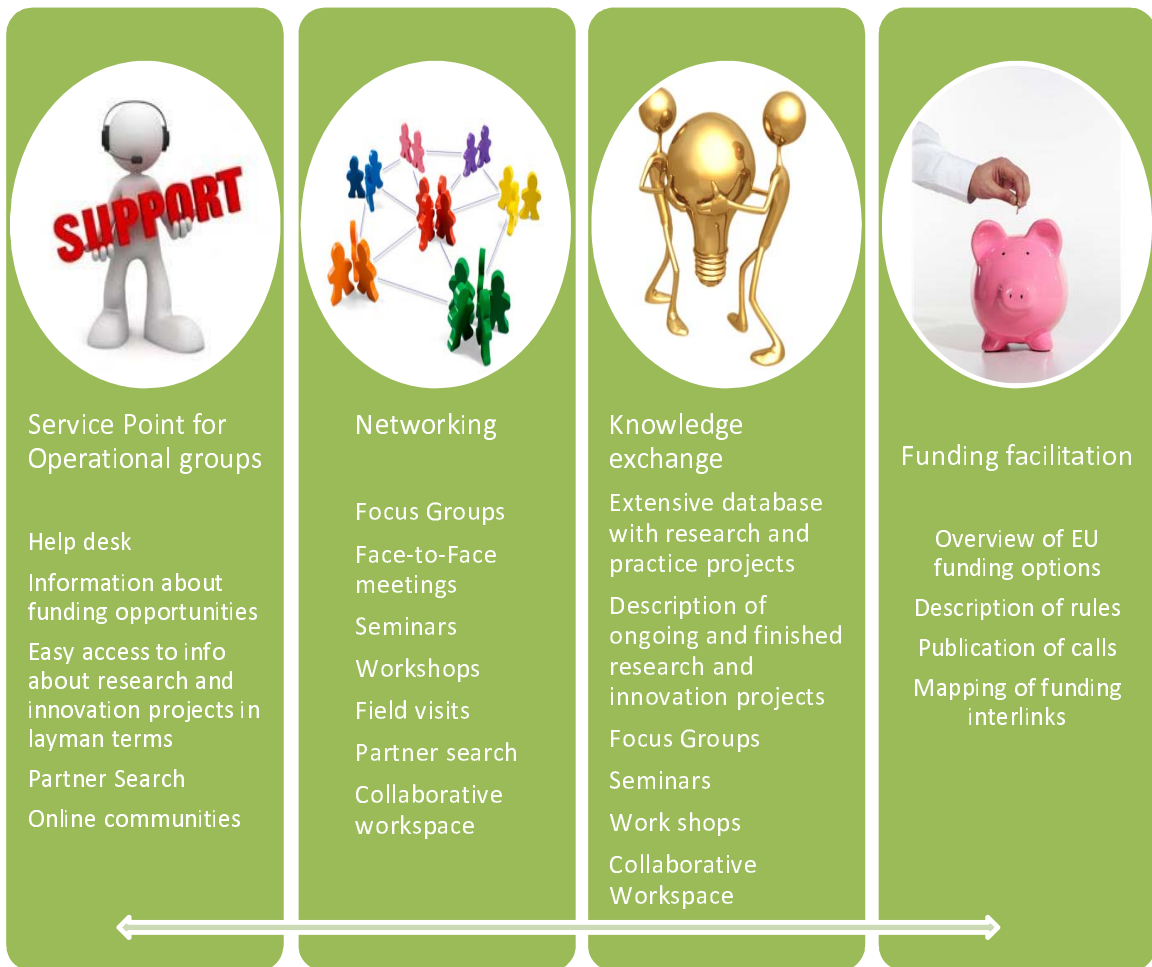 SUPPORT
Service Point for
Operational groups
Help desk
Information about
funding opportunities
Easy access to info
about research and
innovation projects in
layman terms
Partner Search
Online communities
Networking
Focus Groups
Face-to-Face
meetings
Seminars
Workshops
Field visits
Partner search
Collaborative
workspace
Knowledge
exchange
Extensive database
with research and
practice projects
Description of
ongoing and finished
research and
innovation projects
Focus Groups
Seminars
Work shops
Collaborative
Workspace
Funding facilitation
Overview of EU
funding options
Description of rules
Publication of calls
Mapping of funding
interlinks